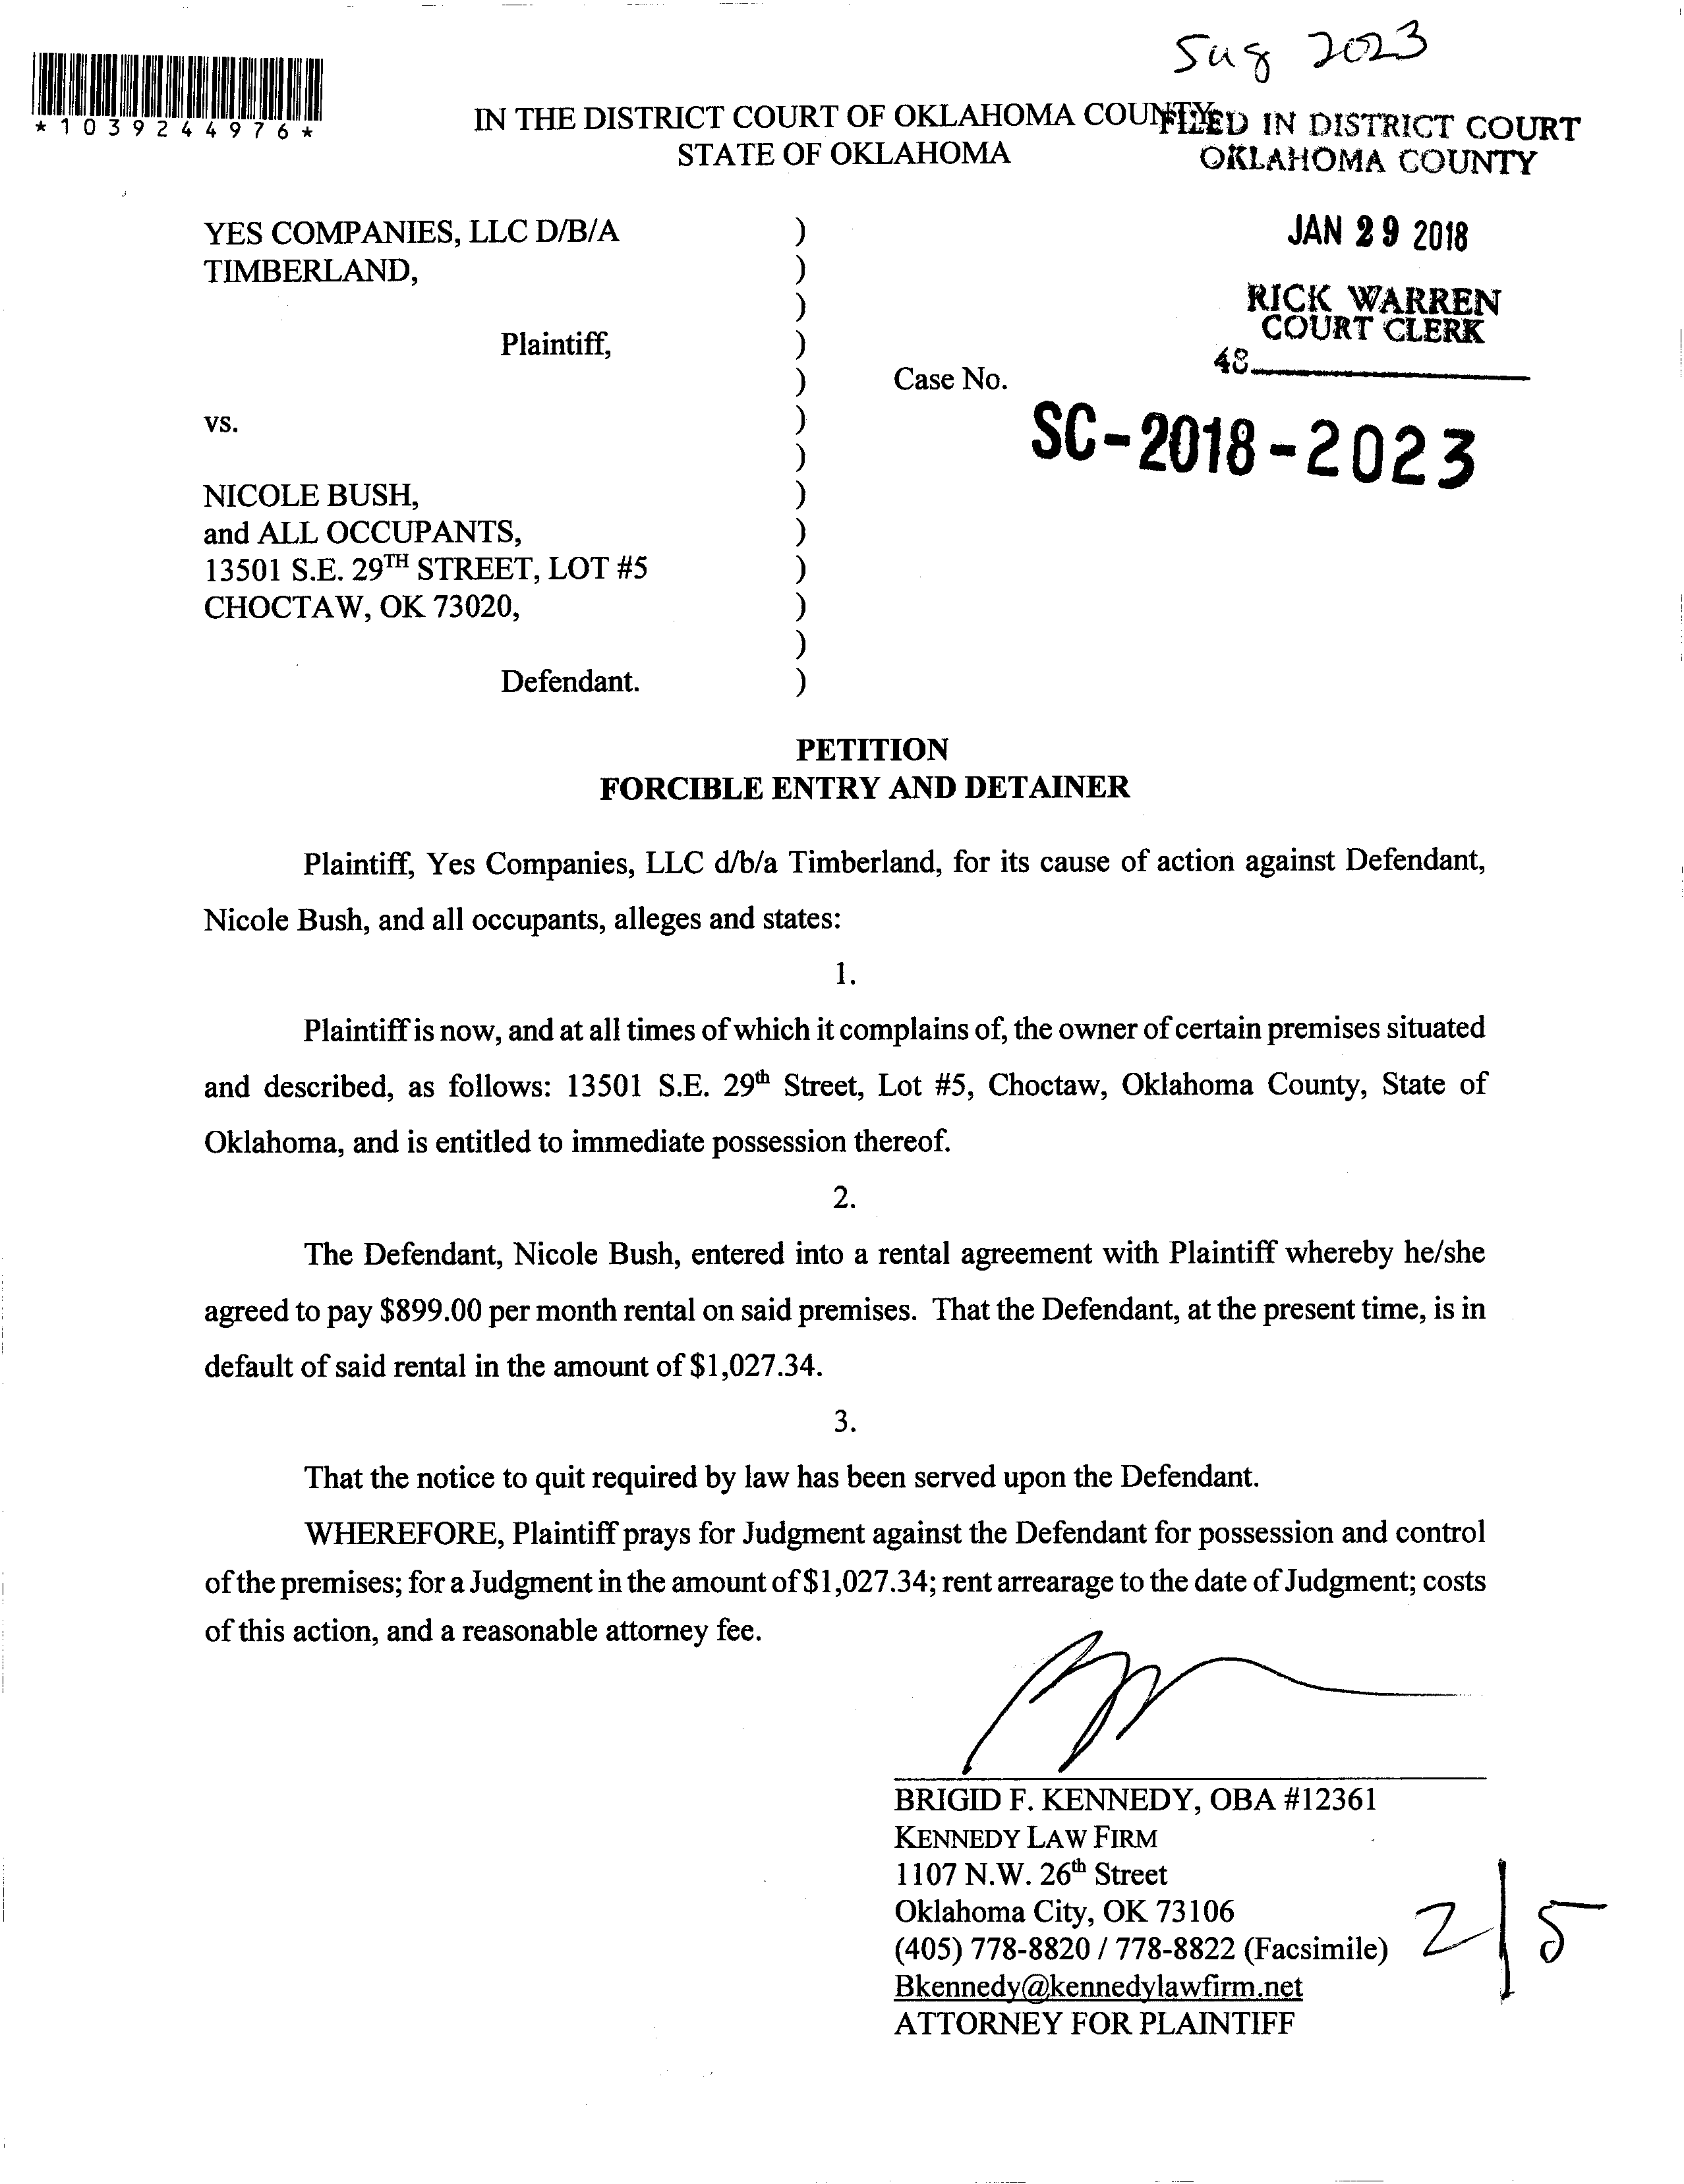 2023
*1039244976*
IN THE DISTRICT COURT OF OKLAHOMA COUNTY
STATE OF OKLAHOMA
FILED IN DISTRICT COURT
OKLAHOMA COUNTY
JAN 29 2018
RICK WARREN
COURT CLERK
48
YES COMPANIES, LLC D/B/A )
TIMBERLAND, )
)
Plaintiff, )
) Case No.
vs. )
SC-2018-2023
)
NICOLE BUSH, )
and ALL OCCUPANTS, )
13501 S.E. 29TH STREET, LOT #5 )
CHOCTAW, OK 73020, )
)
Defendant. )
PETITION
FORCIBLE ENTRY AND DETAINER
Plaintiff, Yes Companies, LLC d/b/a Timberland, for its cause of action against Defendant,
Nicole Bush, and all occupants, alleges and states:
1.
Plaintiff is now, and at all times of which it complains of, the owner of certain premises situated
and described, as follows: 13501 S.E. 29th Street, Lot #5, Choctaw, Oklahoma County, State of
Oklahoma, and is entitled to immediate possession thereof.
2.
The Defendant, Nicole Bush, entered into a rental agreement with Plaintiff whereby he/she
agreed to pay $899.00 per month rental on said premises. That the Defendant, at the present time, is in
default of said rental in the amount of $1,027.34.
3.
That the notice to quit required by law has been served upon the Defendant.
WHEREFORE, Plaintiff prays for Judgment against the Defendant for possession and control
of the premises; for a Judgment in the amount of $1,027.34; rent arrearage to the date of Judgment; costs
of this action, and a reasonable attorney fee.
BRIGID F. KENNEDY, OBA #12361
KENNEDY LAW FIRM
1107 N.W. 26th Street
Oklahoma City, OK 73106
(405) 778-8820 / 778-8822 (Facsimile)
Bkennedy@kennedylawfirm.net
ATTORNEY FOR PLAINTIFF
2/5